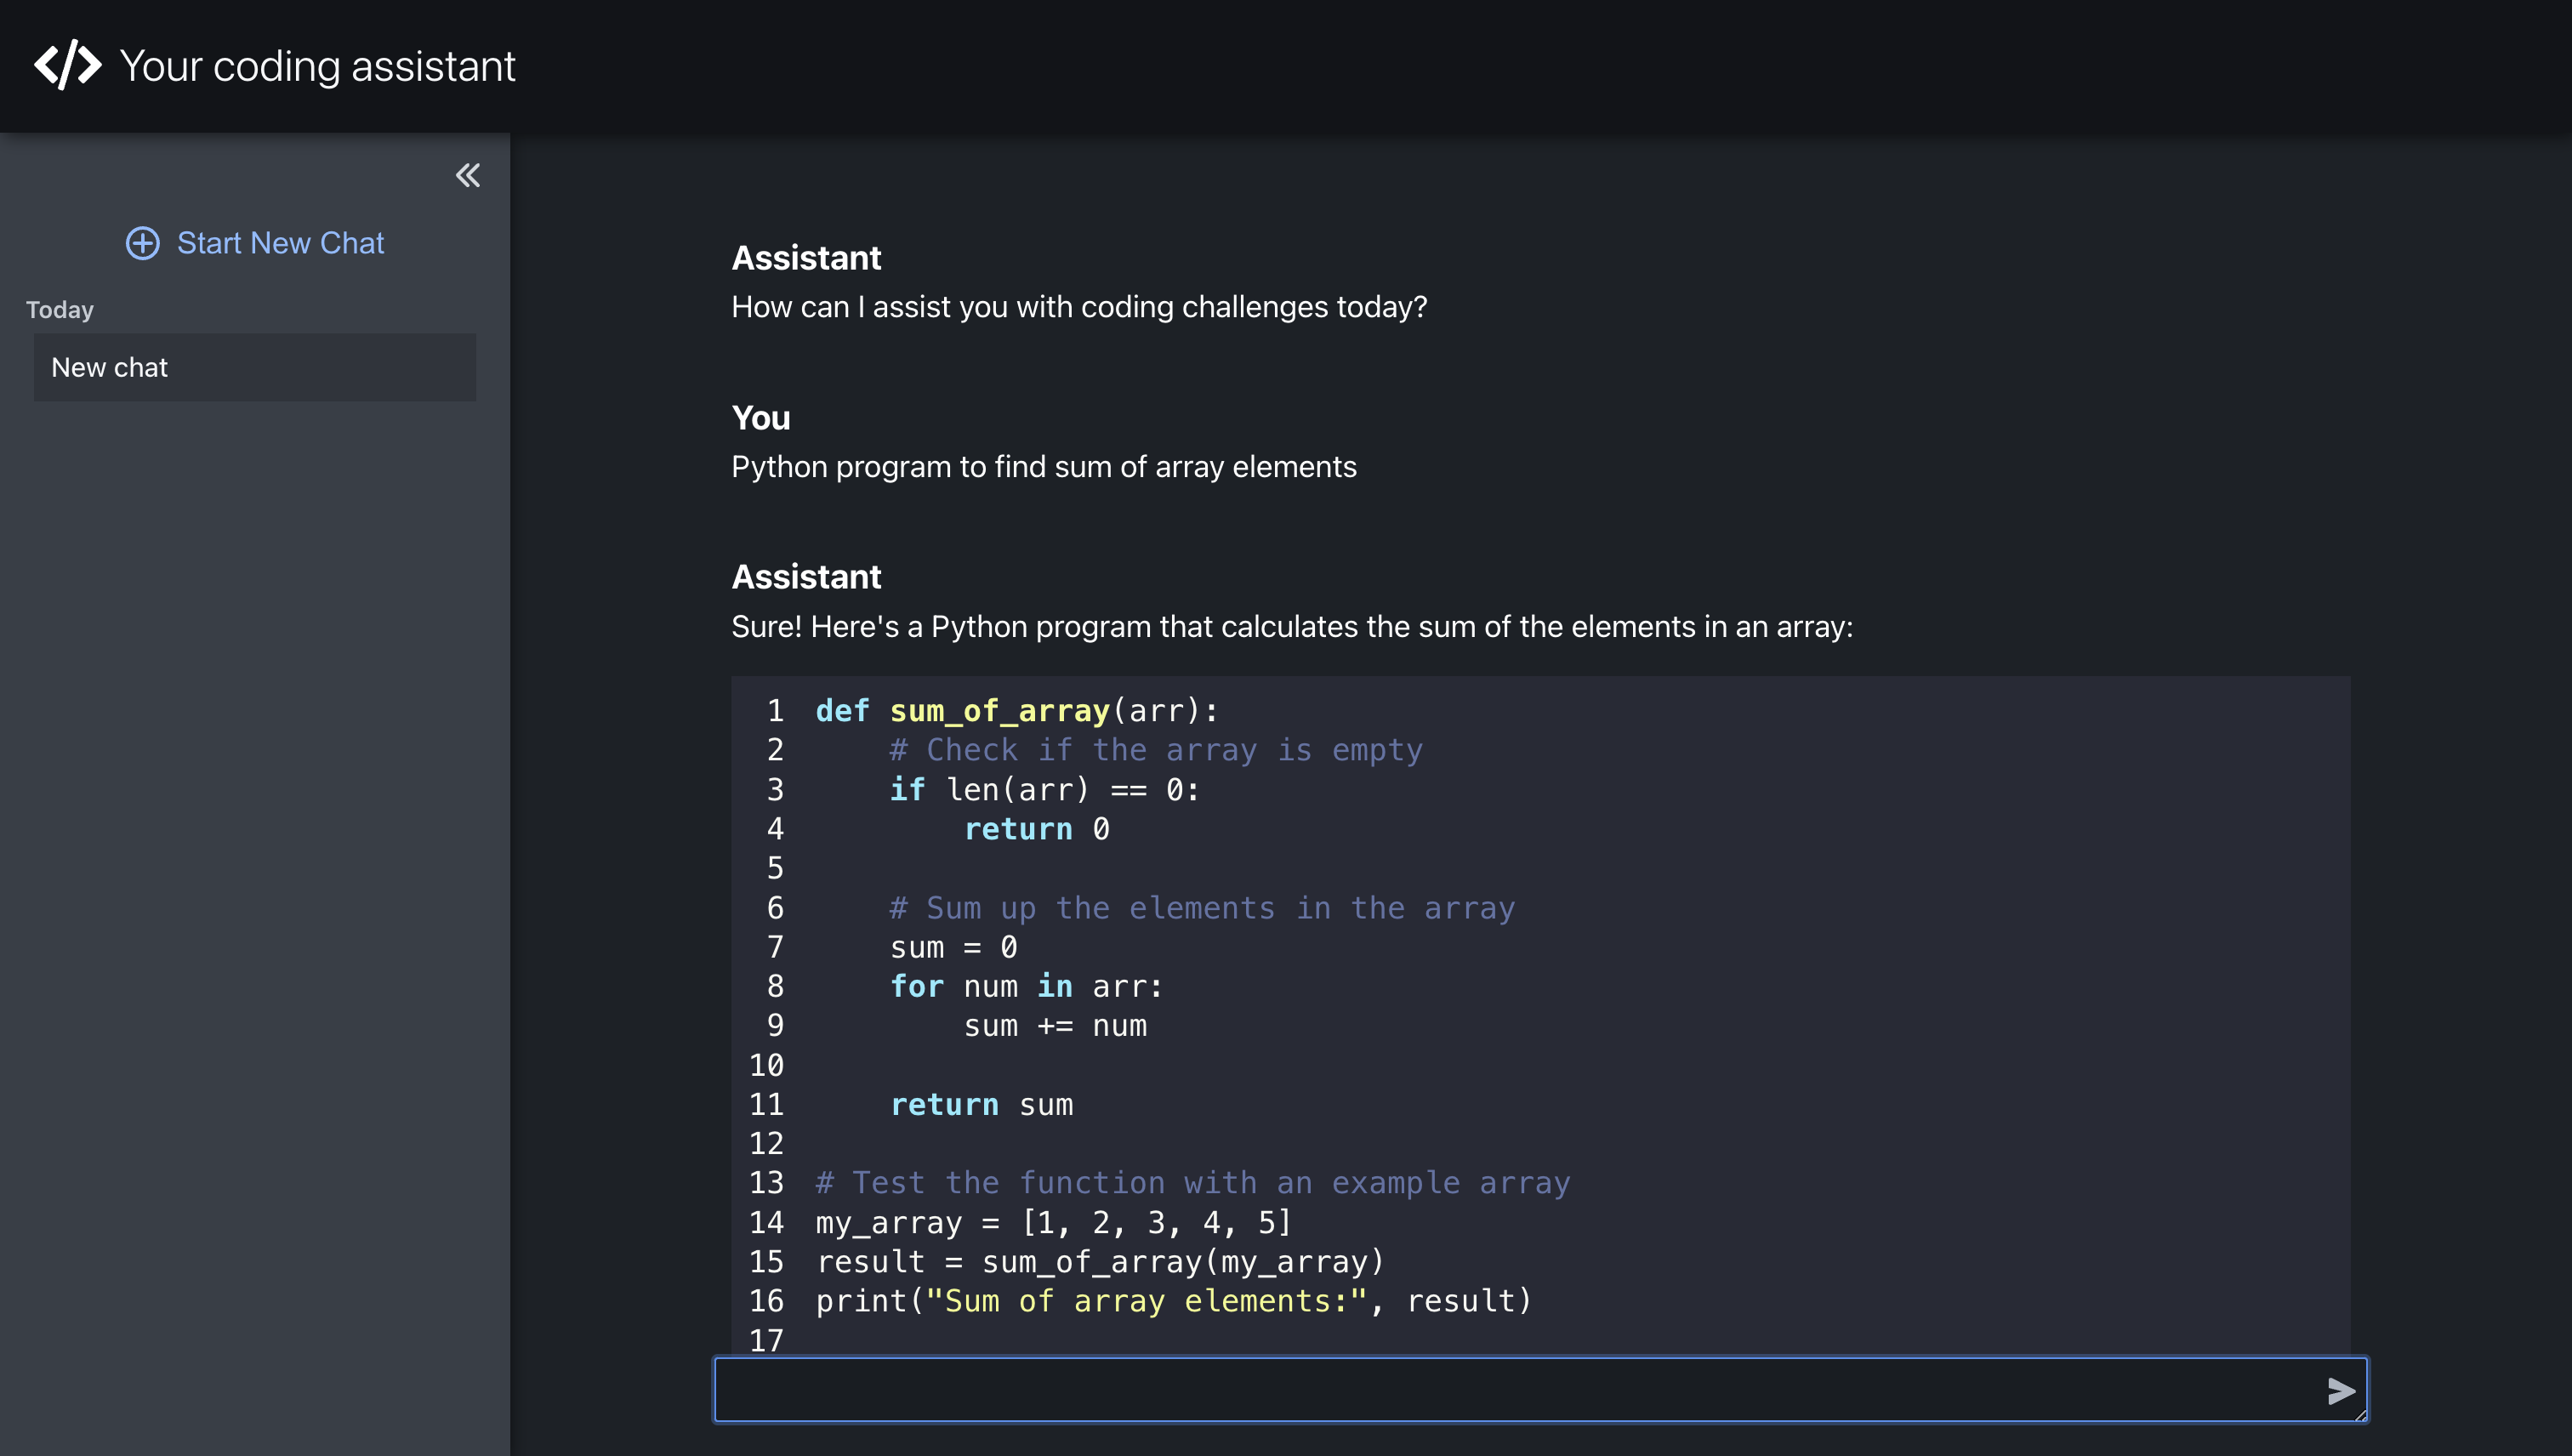 </> Your coding assistant
Start New Chat
Today
New chat
Assistant
How can I assist you with coding challenges today?
You
Python program to find sum of array elements
Assistant
Sure! Here's a Python program that calculates the sum of the elements in an array:
1 def sum_of_array(arr):
2     # Check if the array is empty
3     if len(arr) == 0:
4         return 0
5
6     # Sum up the elements in the array
7     sum = 0
8     for num in arr:
9         sum += num
10
11     return sum
12
13 # Test the function with an example array
14 my_array = [1, 2, 3, 4, 5]
15 result = sum_of_array(my_array)
16 print("Sum of array elements:", result)
17